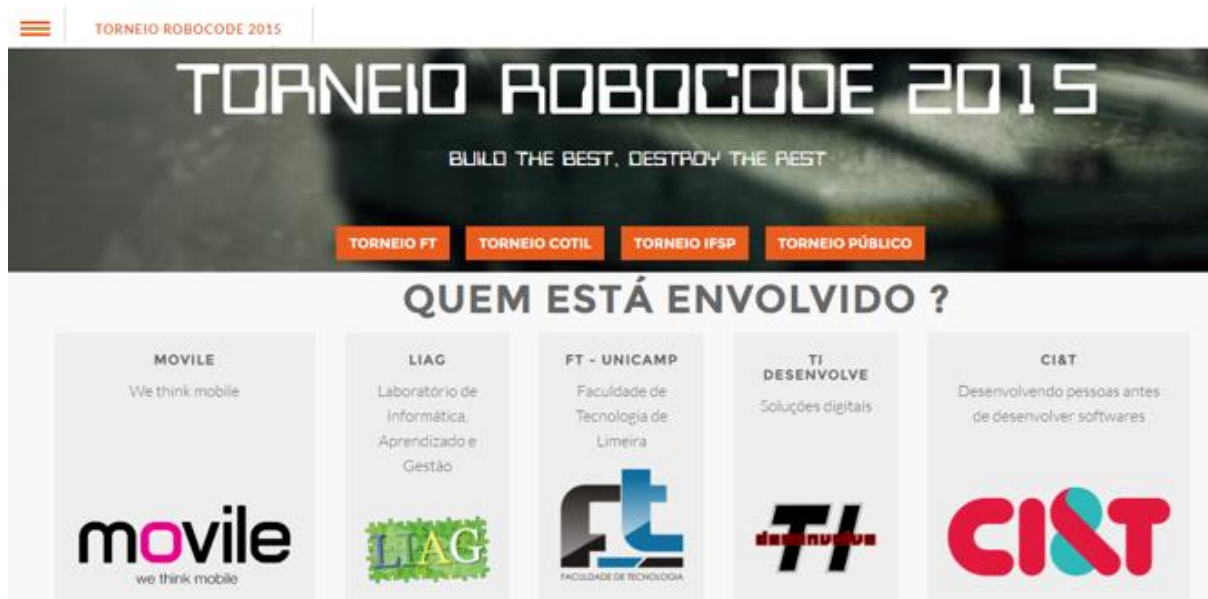 TORNEIO ROBOCODE 2015
TORNEIO ROBOCODE 2015
BUILD THE BEST, DESTROY THE REST
TORNEIO FT TORNEIO COTIL TORNEIO IFSP TORNEIO PÚBLICO
QUEM ESTÁ ENVOLVIDO ?
MOVILE
We think mobile
movile
we think mobile
LIAG
Laboratório de
Informática,
Aprendizado e
Gestão
LIAG
FT - UNICAMP
Faculdade de
Tecnologia de
Limeira
Ft
FACULDADE DE TECNOLOGIA
TI
DESENVOLVE
Soluções digitais
TI
desenvolve
CI&T
Desenvolvendo pessoas antes
de desenvolver softwares
CI&T